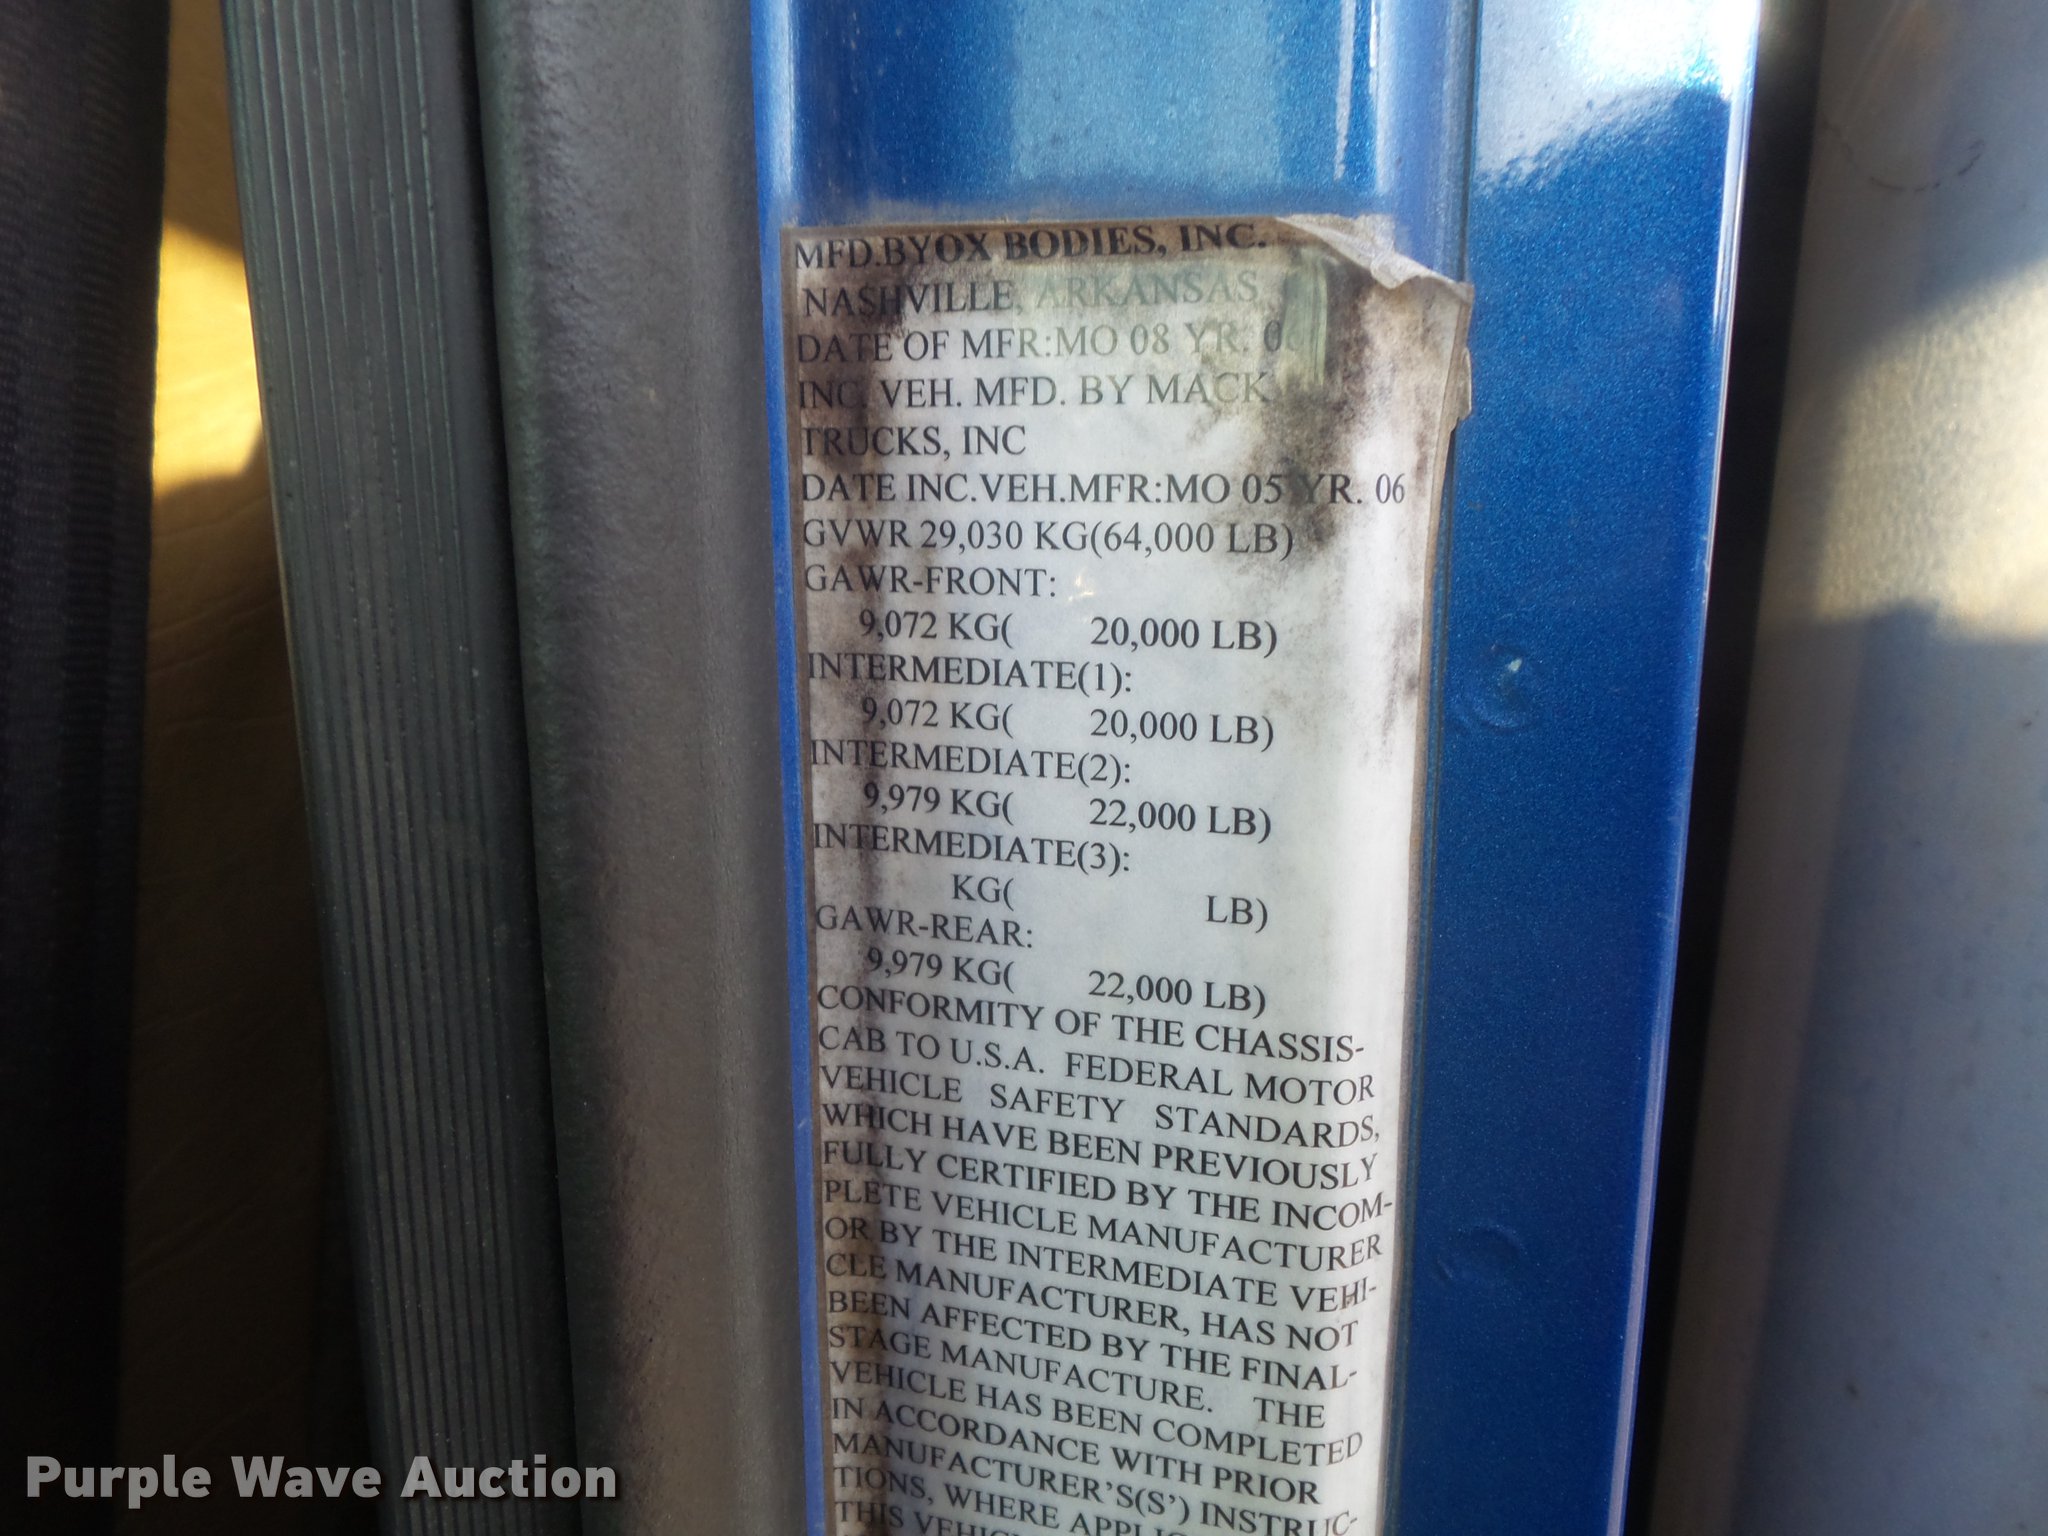 MFD.BYOX BODIES, INC.
NASHVILLE, ARKANSAS
DATE OF MFR:MO 08 YR. 06
INC. VEH. MFD. BY MACK
TRUCKS, INC
DATE INC.VEH.MFR:MO 05 YR. 06
GVWR 29,030 KG(64,000 LB)
GAWR-FRONT:
9,072 KG( 20,000 LB)
INTERMEDIATE(1):
9,072 KG( 20,000 LB)
INTERMEDIATE(2):
9,979 KG( 22,000 LB)
INTERMEDIATE(3):
KG( LB)
GAWR-REAR:
9,979 KG( 22,000 LB)
CONFORMITY OF THE CHASSIS-
CAB TO U.S.A. FEDERAL MOTOR
VEHICLE SAFETY STANDARDS,
WHICH HAVE BEEN PREVIOUSLY
FULLY CERTIFIED BY THE INCOM-
PLETE VEHICLE MANUFACTURER
OR BY THE INTERMEDIATE VEHI-
CLE MANUFACTURER, HAS NOT
BEEN AFFECTED BY THE FINAL-
STAGE MANUFACTURE. THE
VEHICLE HAS BEEN COMPLETED
IN ACCORDANCE WITH PRIOR
MANUFACTURER'S(S') INSTRUC-
TIONS, WHERE
THIS
Purple Wave Auction